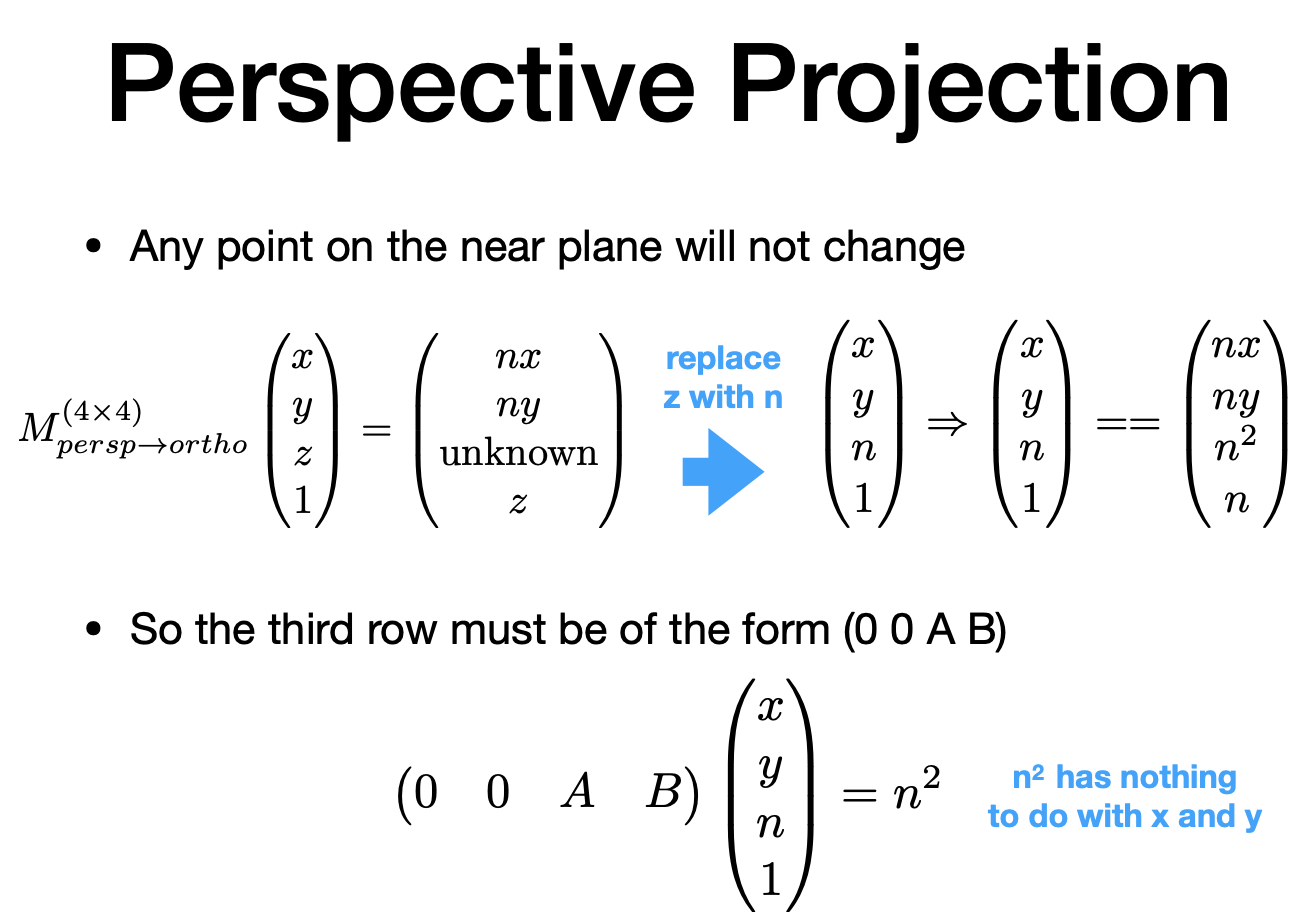 Perspective Projection
• Any point on the near plane will not change
$M_{persp \to ortho}^{(4 \times 4)} \begin{pmatrix} x \\ y \\ z \\ 1 \end{pmatrix} = \begin{pmatrix} nx \\ ny \\ \text{unknown} \\ z \end{pmatrix}$ replace z with n $\begin{pmatrix} x \\ y \\ n \\ 1 \end{pmatrix} \Rightarrow \begin{pmatrix} x \\ y \\ n \\ 1 \end{pmatrix} == \begin{pmatrix} nx \\ ny \\ n^2 \\ n \end{pmatrix}$
• So the third row must be of the form (0 0 A B)
$\begin{pmatrix} 0 & 0 & A & B \end{pmatrix} \begin{pmatrix} x \\ y \\ n \\ 1 \end{pmatrix} = n^2$
n² has nothing
to do with x and y